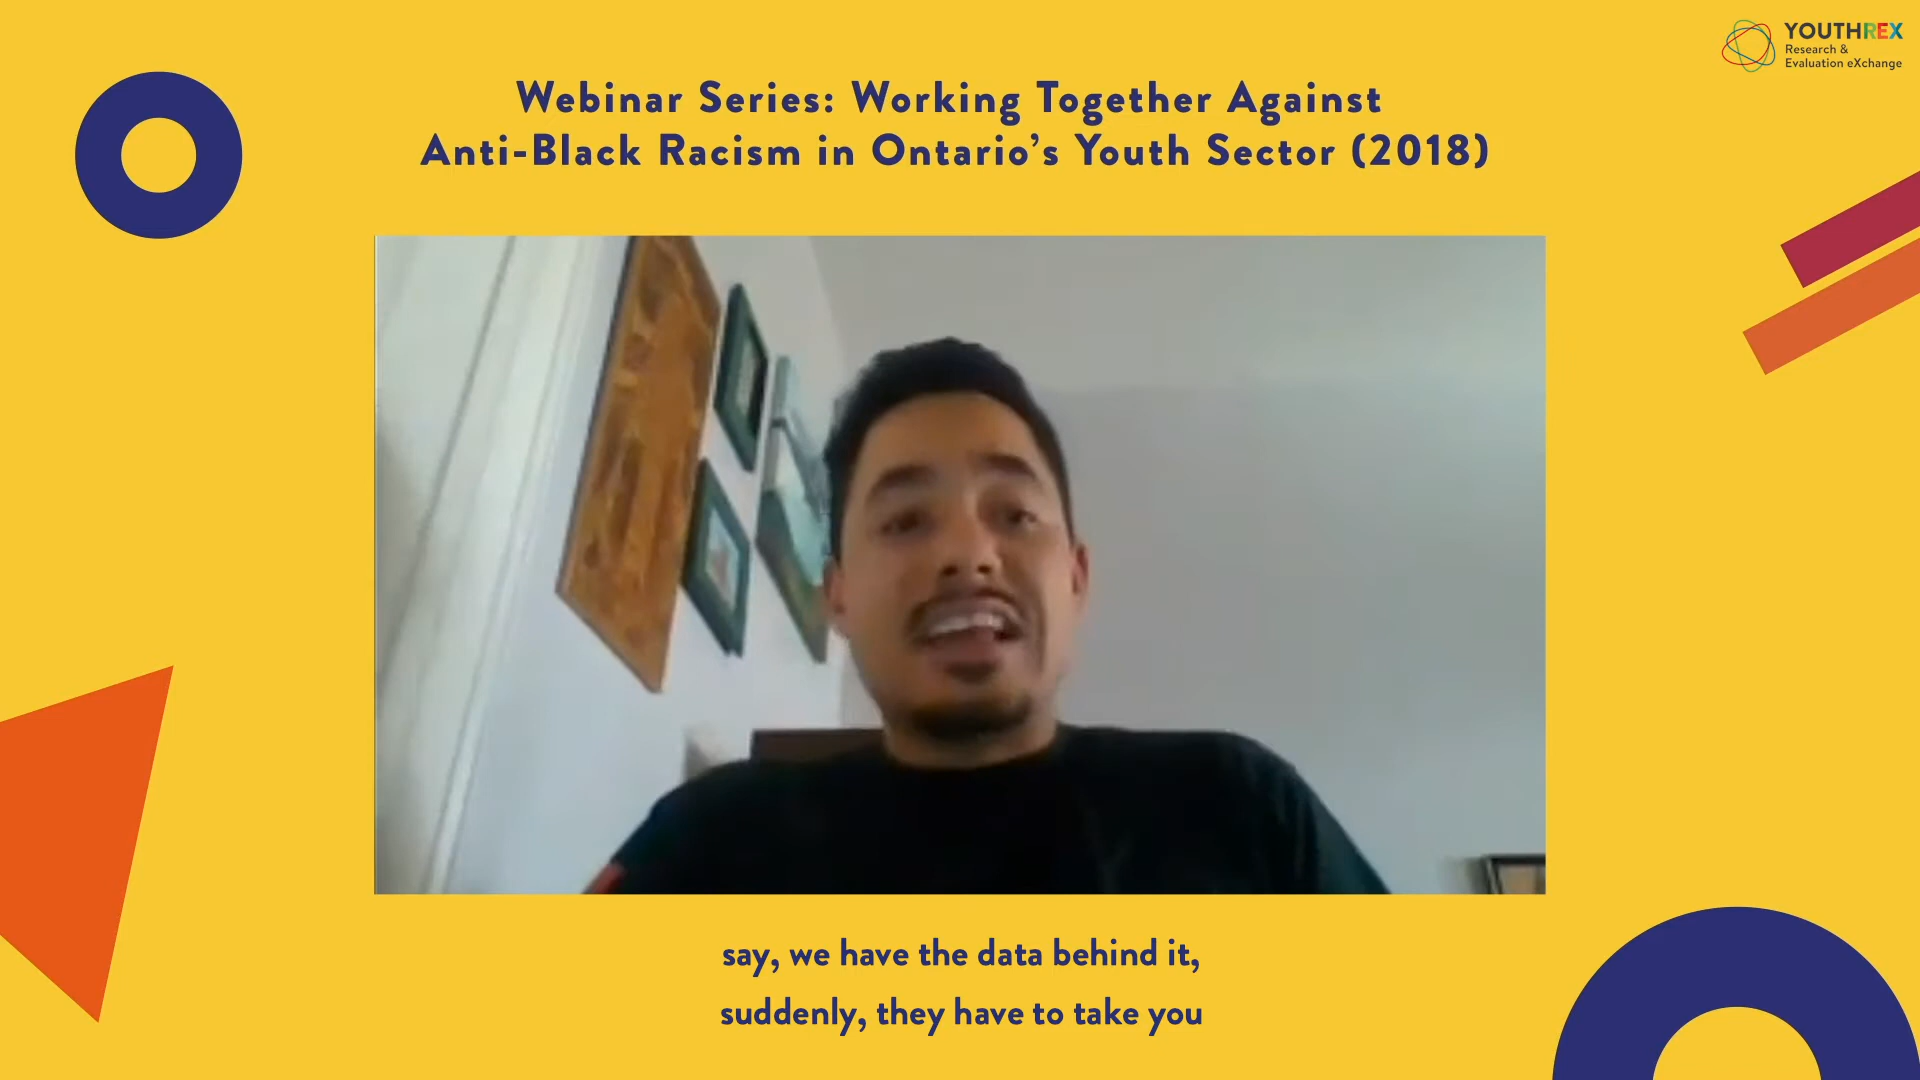 YOUTHREX
Research &
Evaluation eXchange
Webinar Series: Working Together Against
Anti-Black Racism in Ontario’s Youth Sector (2018)
say, we have the data behind it,
suddenly, they have to take you